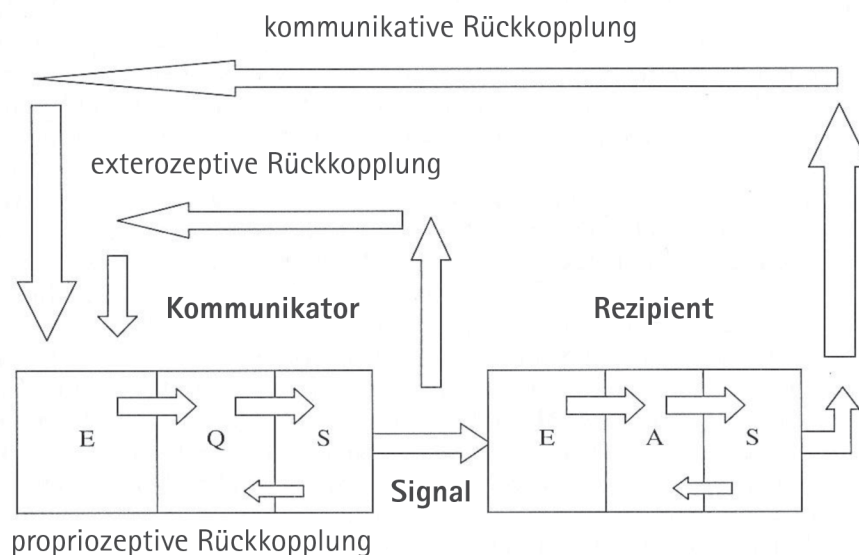 kommunikative Rückkopplung
exterozeptive Rückkopplung
Kommunikator
Rezipient
E
Q
S
E
A
S
Signal
propriozeptive Rückkopplung